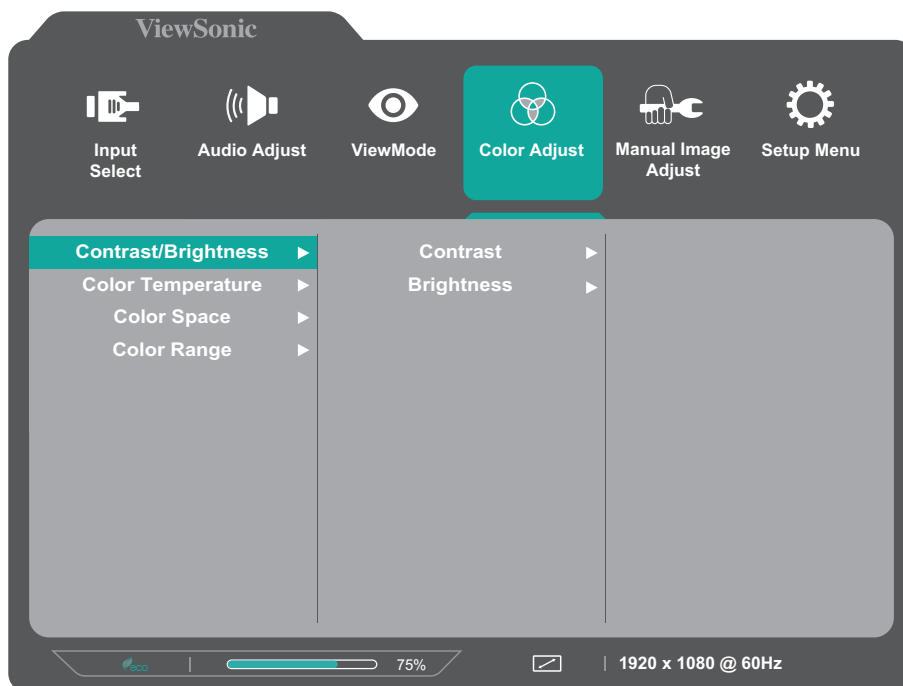 ViewSonic
Input Select
Audio Adjust
ViewMode
Color Adjust
Manual Image Adjust
Setup Menu
Contrast/Brightness
Contrast
Color Temperature
Brightness
Color Space
Color Range
eco
75%
1920 x 1080 @ 60Hz